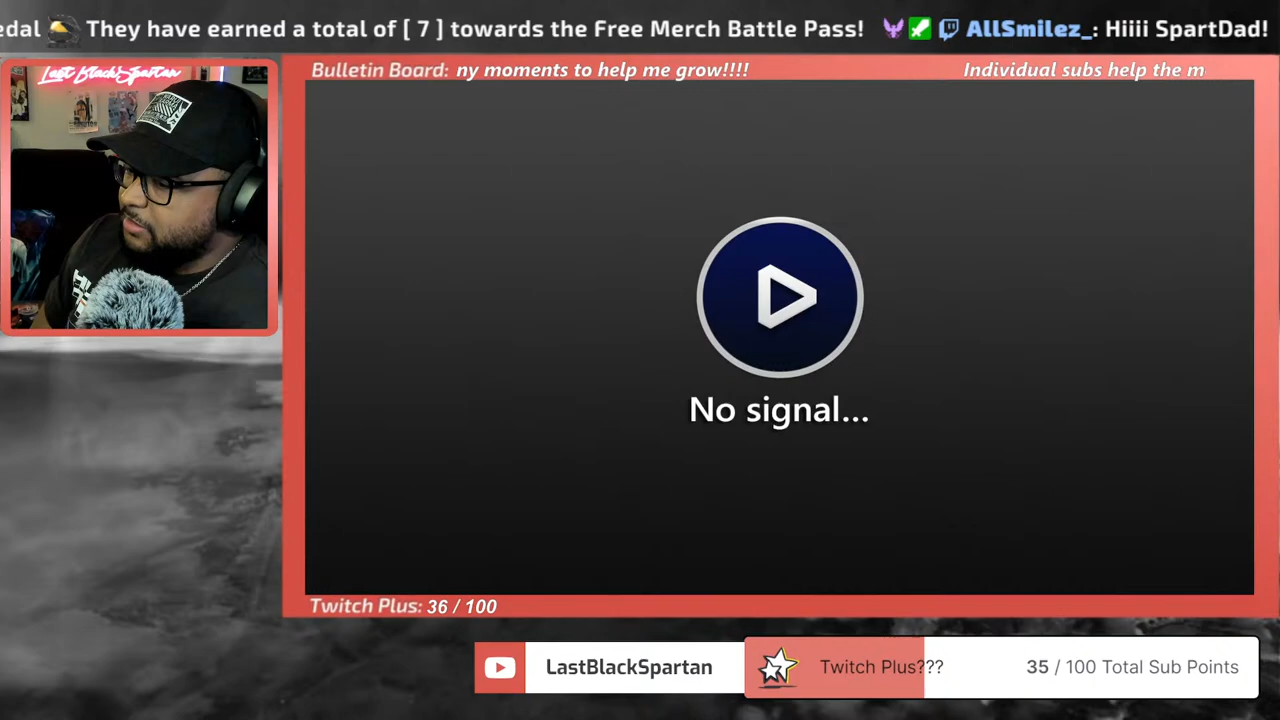 edal They have earned a total of [ 7 ] towards the Free Merch Battle Pass! AllSmilez_: Hiiii SpartDad!
Last BlackSpartan
Bulletin Board: ny moments to help me grow!!!! Individual subs help the m
No signal...
Twitch Plus: 36 / 100
LastBlackSpartan
Twitch Plus??? 35 / 100 Total Sub Points